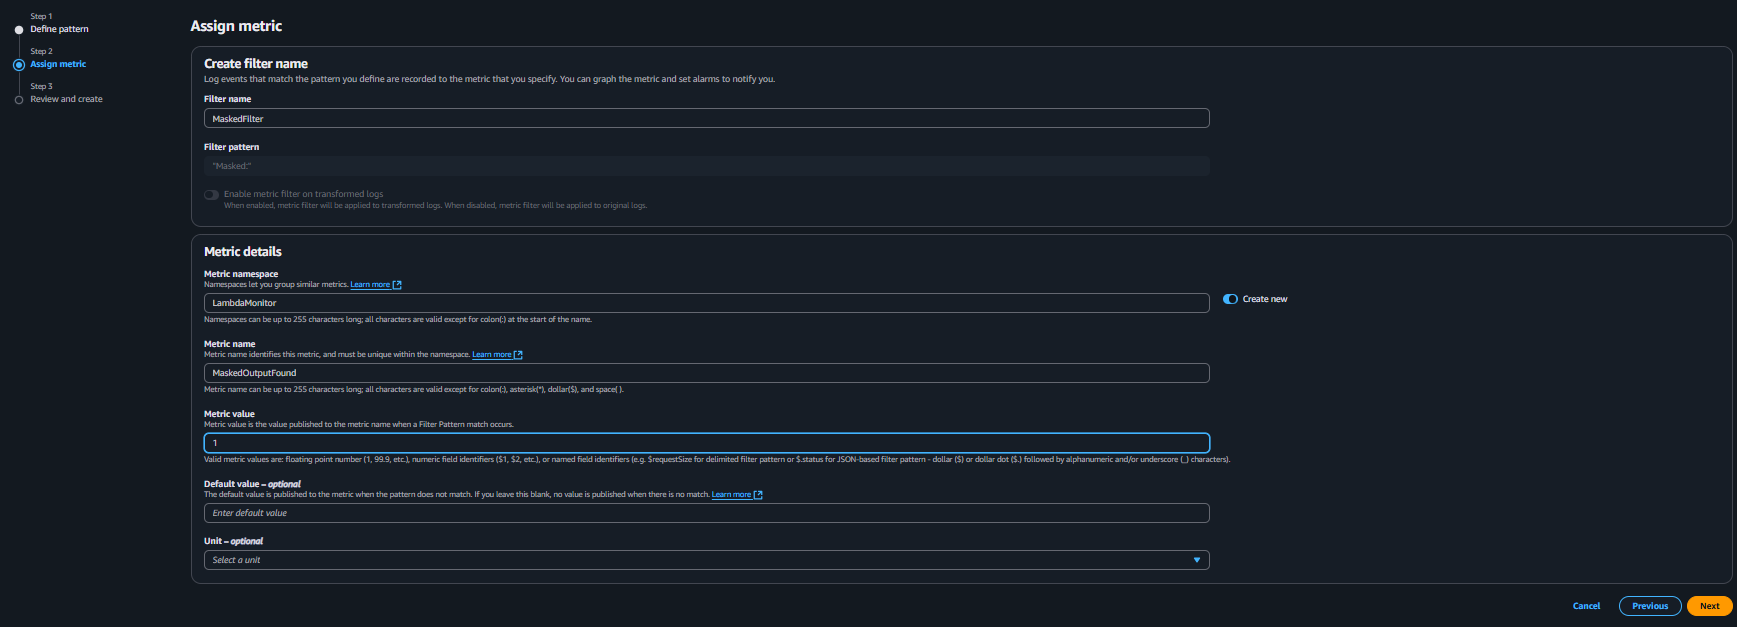 Step 1
Define pattern
Step 2
Assign metric
Step 3
Review and create
Assign metric
Create filter name
Log events that match the pattern you define are recorded to the metric that you specify. You can graph the metric and set alarms to notify you.
Filter name
MaskedFilter
Filter pattern
"Masked:"
Enable metric filter on transformed logs
When enabled, metric filter will be applied to transformed logs. When disabled, metric filter will be applied to original logs.
Metric details
Metric namespace
Namespaces let you group similar metrics. Learn more
LambdaMonitor
Create new
Namespaces can be up to 255 characters long; all characters are valid except for colon(:) at the start of the name.
Metric name
Metric name identifies this metric, and must be unique within the namespace. Learn more
MaskedOutputFound
Metric name can be up to 255 characters long; all characters are valid except for colon(:), asterisk(*), dollar($), and space( ).
Metric value
Metric value is the value published to the metric name when a Filter Pattern match occurs.
1
Valid metric values are: floating point number (1, 99.9, etc.), numeric field identifiers ($1, $2, etc.), or named field identifiers (e.g. $requestSize for delimited filter pattern or $.status for JSON-based filter pattern - dollar ($) or dollar dot ($.) followed by alphanumeric and/or underscore (_) characters).
Default value – optional
The default value is published to the metric when the pattern does not match. If you leave this blank, no value is published when there is no match. Learn more
Enter default value
Unit – optional
Select a unit
Cancel
Previous
Next